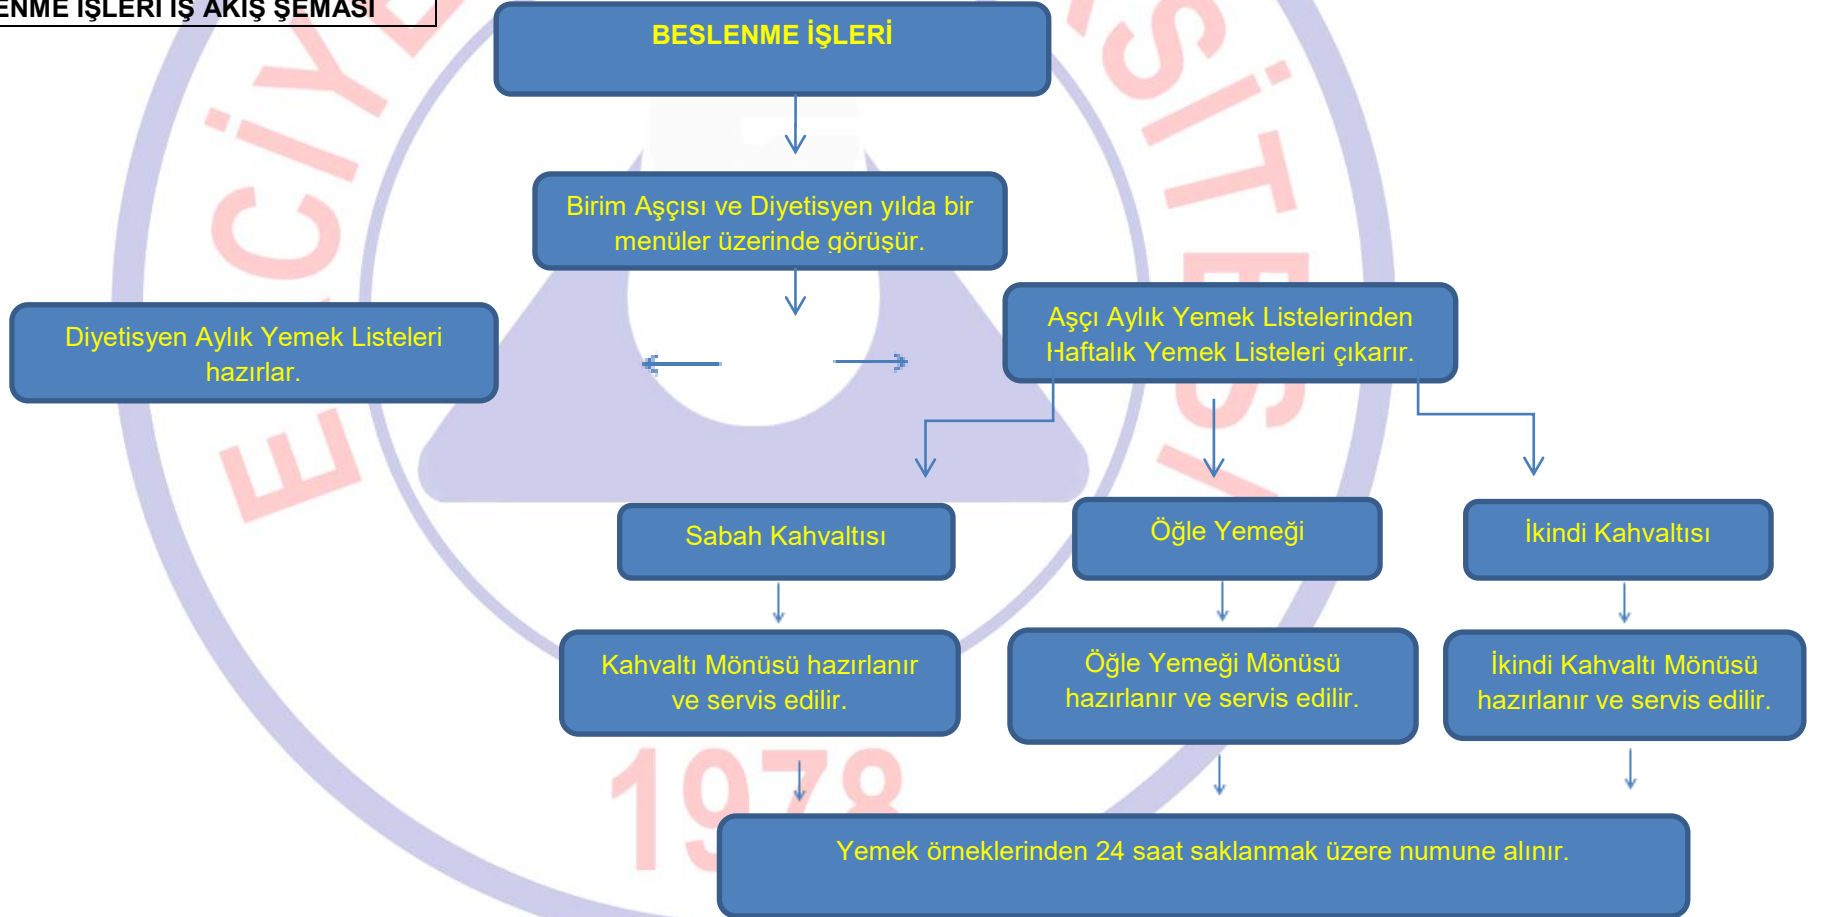 İŞLERİ İŞ AKIŞ ŞEMASI
BESLENME İŞLERİ
Birim Aşçısı ve Diyetisyen yılda bir
menüler üzerinde görüşür.
Diyetisyen Aylık Yemek Listeleri
hazırlar.
Aşçı Aylık Yemek Listelerinden
Haftalık Yemek Listeleri çıkarır.
Sabah Kahvaltısı
Öğle Yemeği
İkindi Kahvaltısı
Kahvaltı Mönüsü hazırlanır
ve servis edilir.
Öğle Yemeği Mönüsü
hazırlanır ve servis edilir.
İkindi Kahvaltı Mönüsü
hazırlanır ve servis edilir.
1978
Yemek örneklerinden 24 saat saklanmak üzere numune alınır.